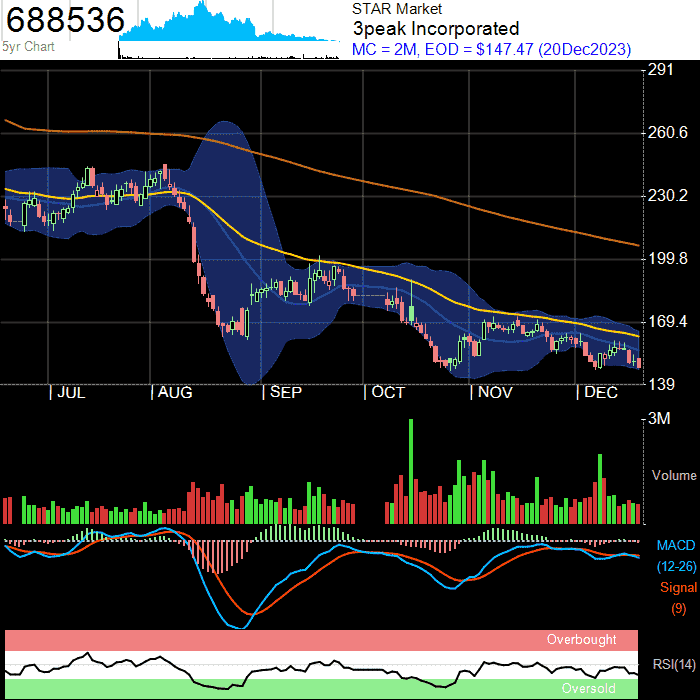 688536
5yr Chart
STAR Market
3peak Incorporated
MC = 2M, EOD = $147.47 (20Dec2023)
291
260.6
230.2
199.8
169.4
139
| JUL | AUG | SEP | OCT | NOV | DEC
3M
Volume
MACD
(12-26)
Signal
(9)
Overbought
RSI(14)
Oversold